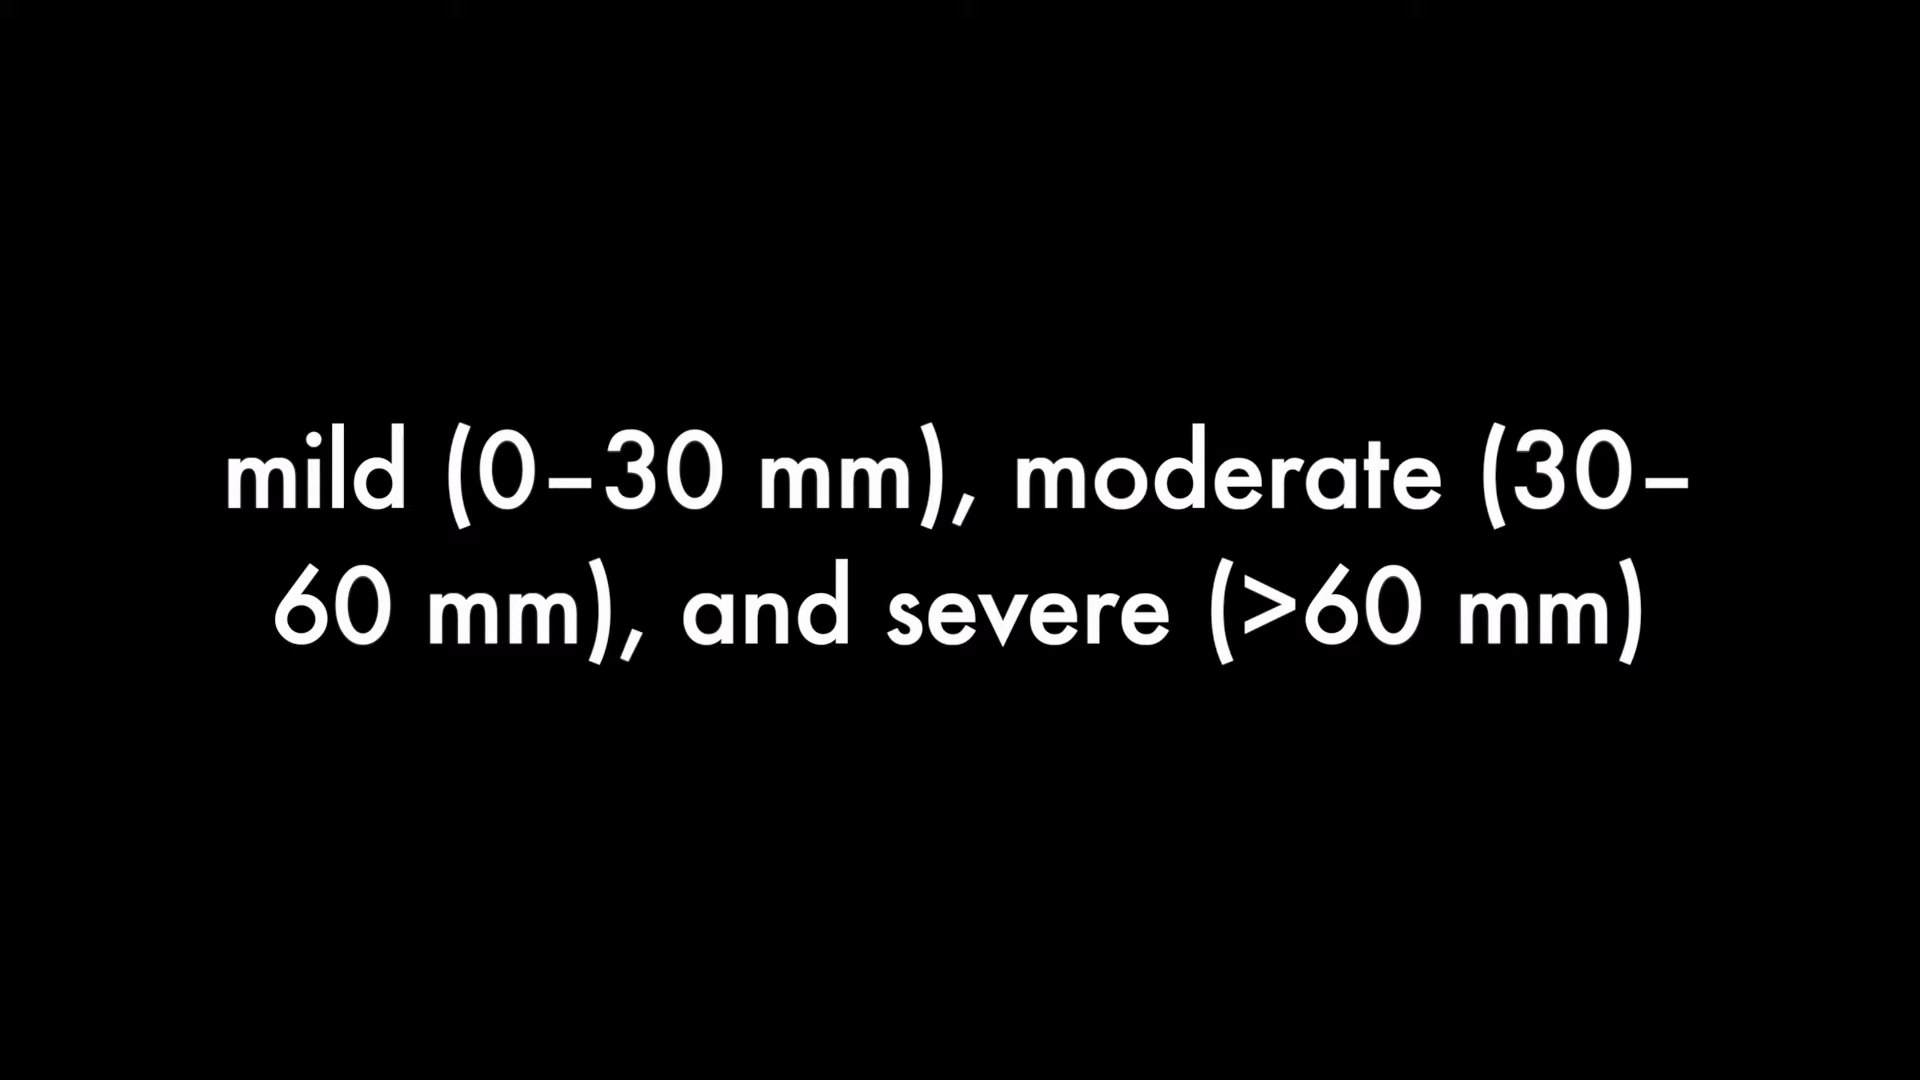 mild (0–30 mm), moderate (30–
60 mm), and severe (>60 mm)